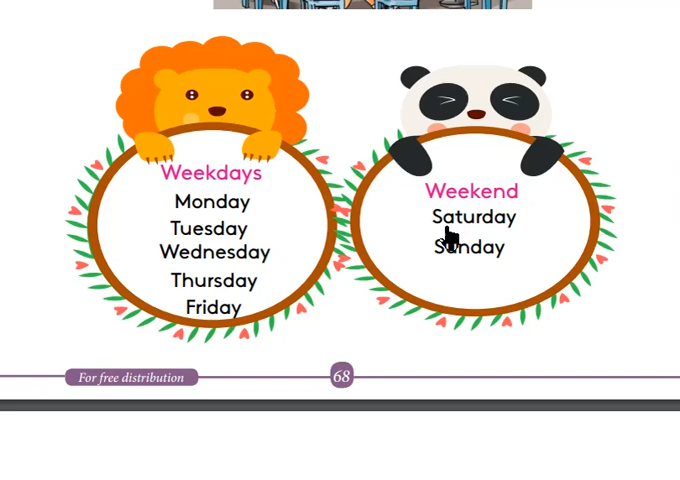 Weekdays
Monday
Tuesday
Wednesday
Thursday
Friday
Weekend
Saturday
Sunday
For free distribution
68